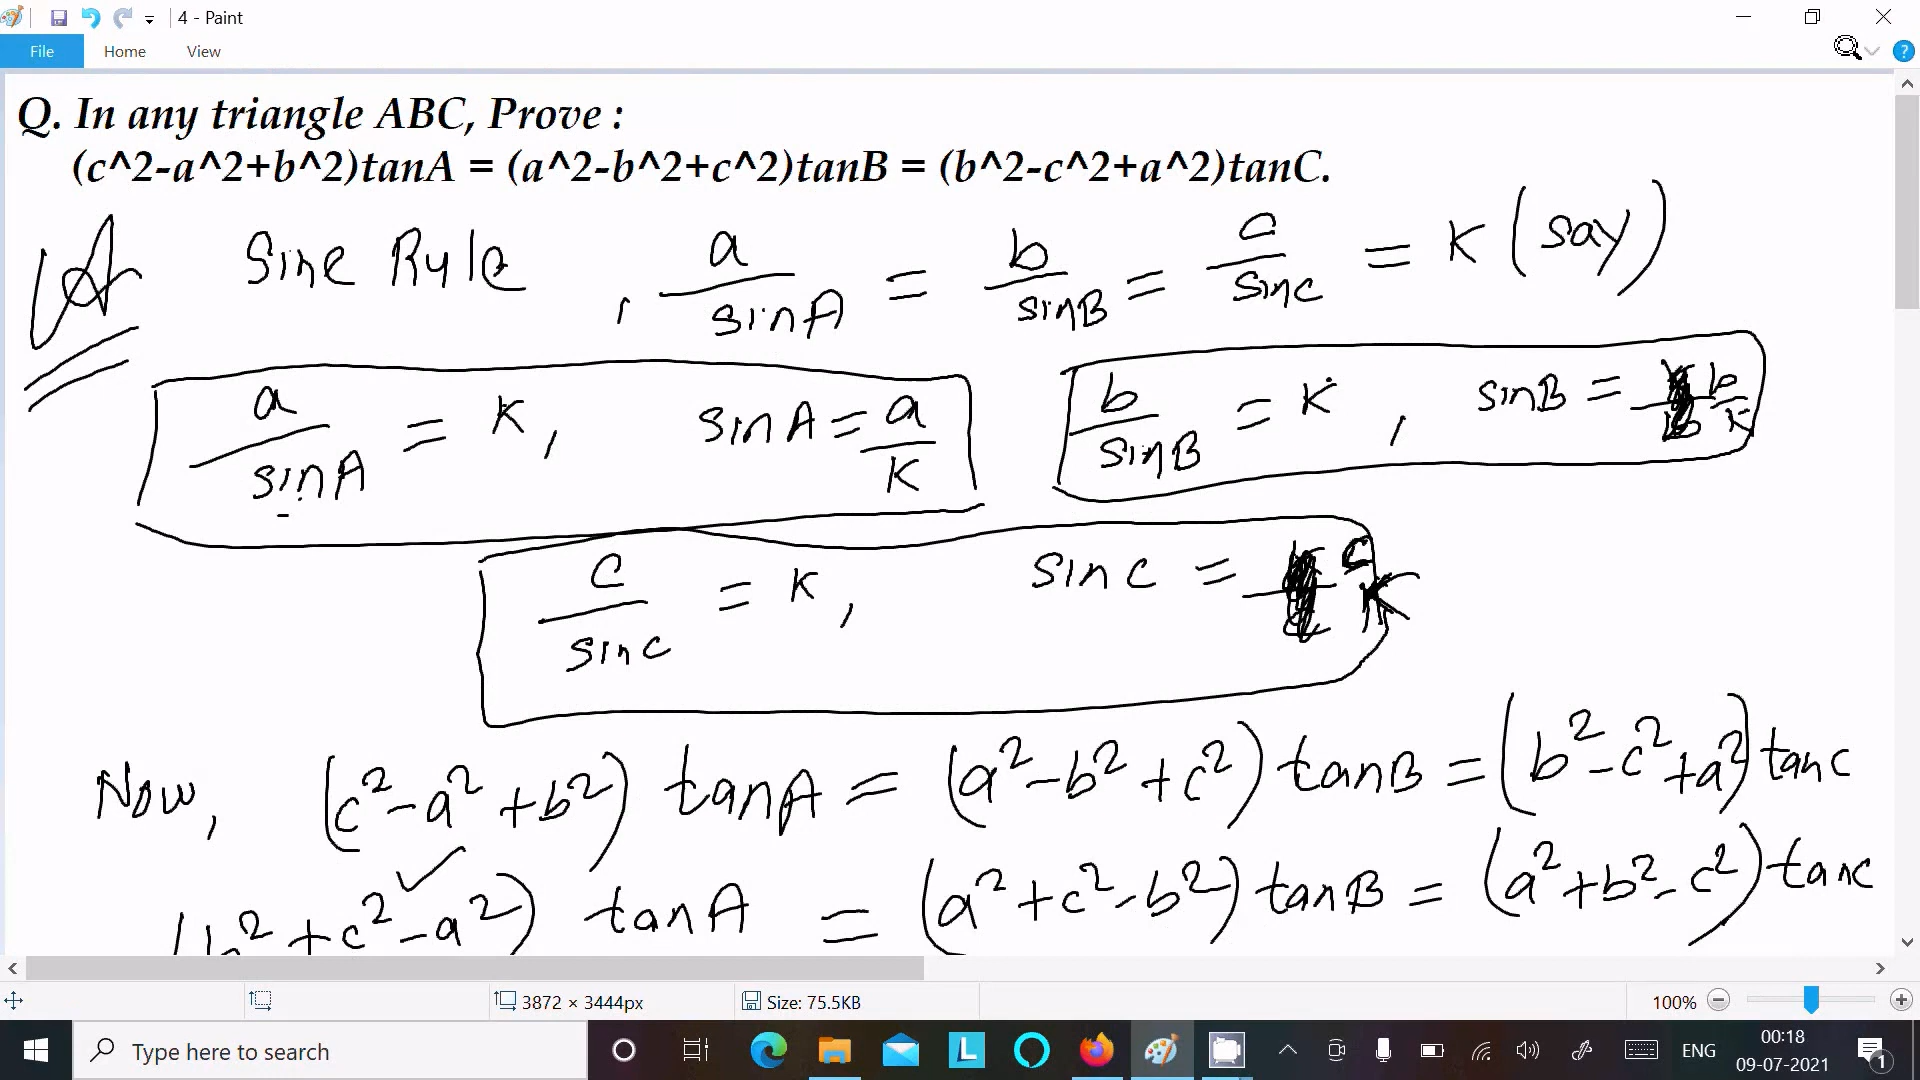 4 - Paint
File Home View
Q. In any triangle ABC, Prove :
(c^2-a^2+b^2)tanA = (a^2-b^2+c^2)tanB = (b^2-c^2+a^2)tanC.
A Sine Rule, a/sinA = b/sinB = c/sinc = K (say)
a/sinA = K, sinA = a/K b/sinB = K, sinB = b/K
c/sinc = K, sinc = c/K
Now, (c²-a²+b²) tanA = (a²-b²+c²) tanB = (b²-c²+a²) tanc
(b²+c²-a²) tanA = (a²+c²-b²) tanB = (a²+b²-c²) tanc
3872 × 3444px Size: 75.5KB 100%
Type here to search L ENG 00:18
09-07-2021 1